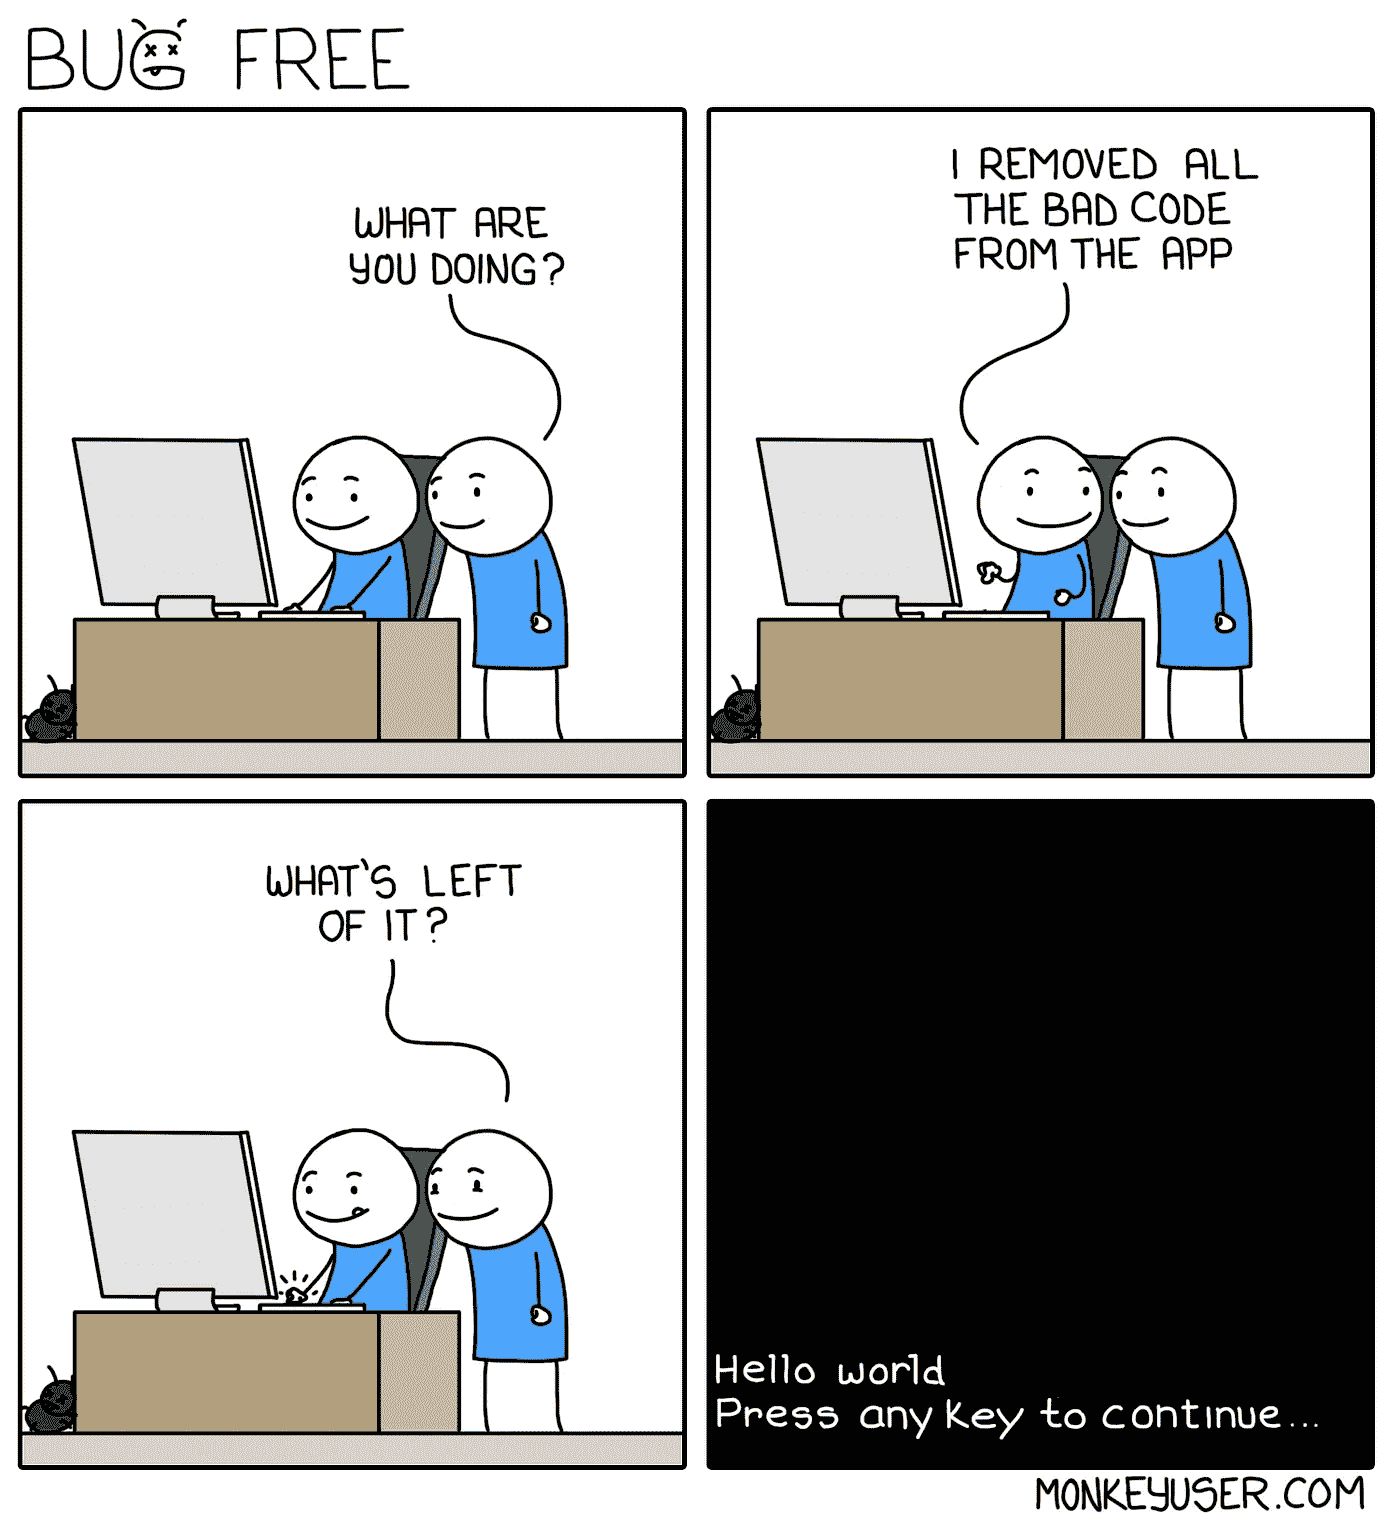 BUG FREE
WHAT ARE
YOU DOING?
I REMOVED ALL
THE BAD CODE
FROM THE APP
WHAT'S LEFT
OF IT?
Hello world
Press any key to continue...
MONKEYUSER.COM